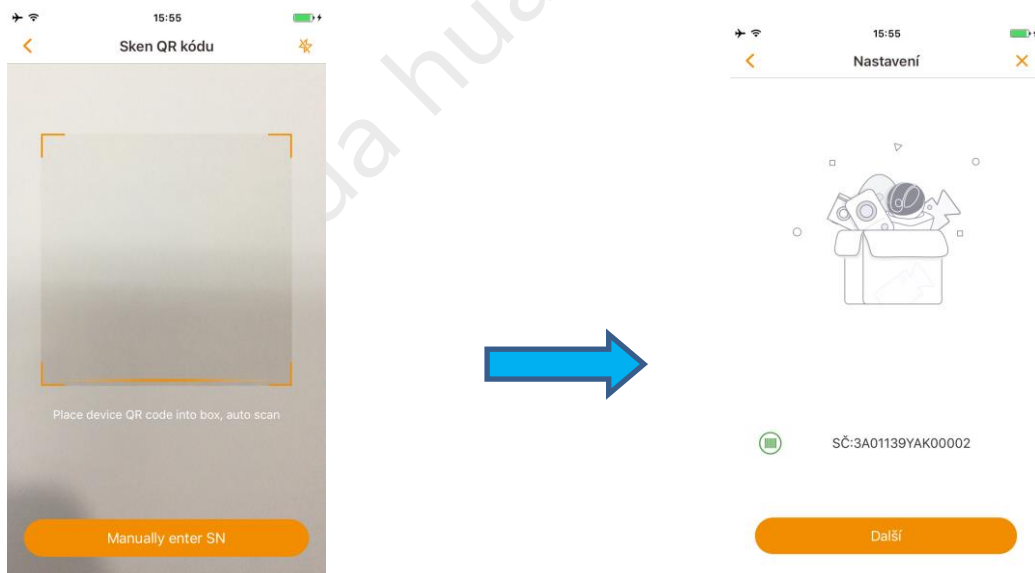 15:55
Sken QR kódu
Place device QR code into box, auto scan
Manually enter SN
15:55
Nastavení
SČ:3A01139YAK00002
Další